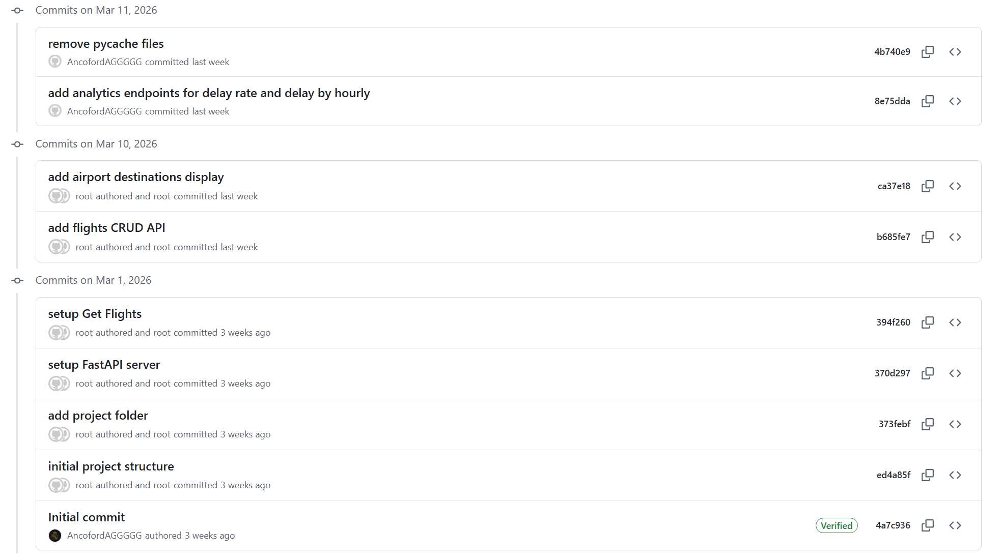 Commits on Mar 11, 2026
remove pycache files
4b740e9
AncofordAGGGGG committed last week
add analytics endpoints for delay rate and delay by hourly
8e75dda
AncofordAGGGGG committed last week
Commits on Mar 10, 2026
add airport destinations display
ca37e18
root authored and root committed last week
add flights CRUD API
b685fe7
root authored and root committed last week
Commits on Mar 1, 2026
setup Get Flights
394f260
root authored and root committed 3 weeks ago
setup FastAPI server
370d297
root authored and root committed 3 weeks ago
add project folder
373febf
root authored and root committed 3 weeks ago
initial project structure
ed4a85f
root authored and root committed 3 weeks ago
Initial commit
Verified 4a7c936
AncofordAGGGGG authored 3 weeks ago